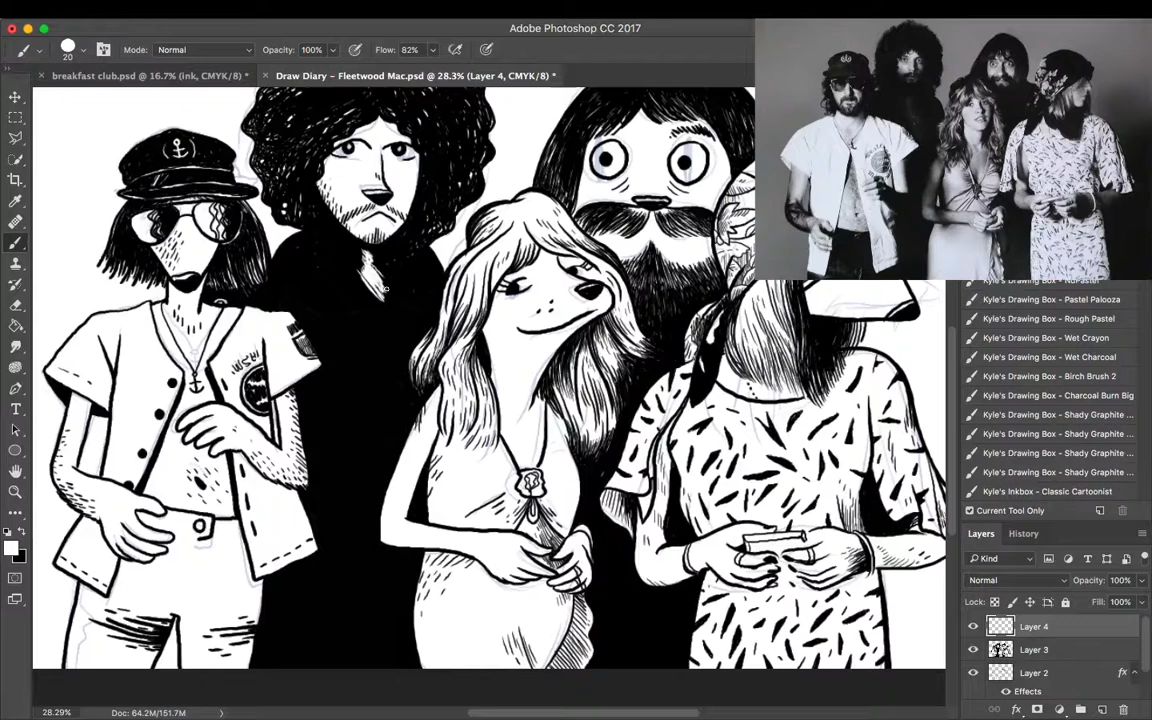 Adobe Photoshop CC 2017
20
Mode: Normal
Opacity: 100%
Flow: 82%
breakfast club.psd @ 16.7% (ink, CMYK/8) *
Draw Diary - Fleetwood Mac.psd @ 28.3% (Layer 4, CMYK/8) *
Kyle's Drawing Box - Pastel Palooza
Kyle's Drawing Box - Rough Pastel
Kyle's Drawing Box - Wet Crayon
Kyle's Drawing Box - Wet Charcoal
Kyle's Drawing Box - Birch Brush 2
Kyle's Drawing Box - Charcoal Burn Big
Kyle's Drawing Box - Shady Graphite ...
Kyle's Drawing Box - Shady Graphite ...
Kyle's Drawing Box - Shady Graphite ...
Kyle's Drawing Box - Shady Graphite ...
Kyle's Inkbox - Classic Cartoonist
Current Tool Only
Layers
History
Kind
Normal
Opacity: 100%
Lock:
Fill: 100%
Layer 4
Layer 3
Layer 2
fx
Effects
fx
28.29%
Doc: 64.2M/151.7M